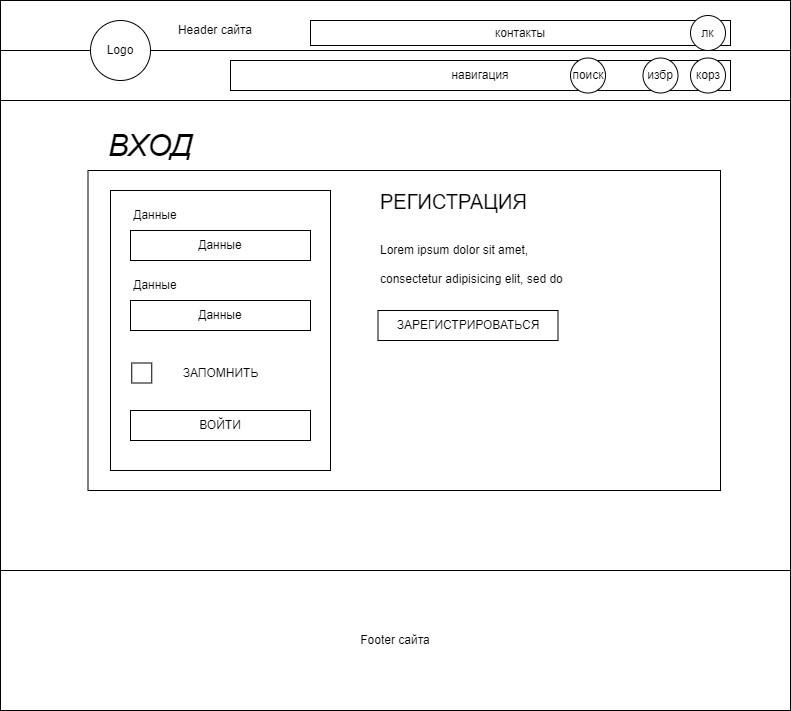 Header сайта
контакты
лк
Logo
навигация
поиск
избр
корз
ВХОД
Данные
Данные
Данные
Данные
ЗАПОМНИТЬ
ВОЙТИ
РЕГИСТРАЦИЯ
Lorem ipsum dolor sit amet,
consectetur adipisicing elit, sed do
ЗАРЕГИСТРИРОВАТЬСЯ
Footer сайта